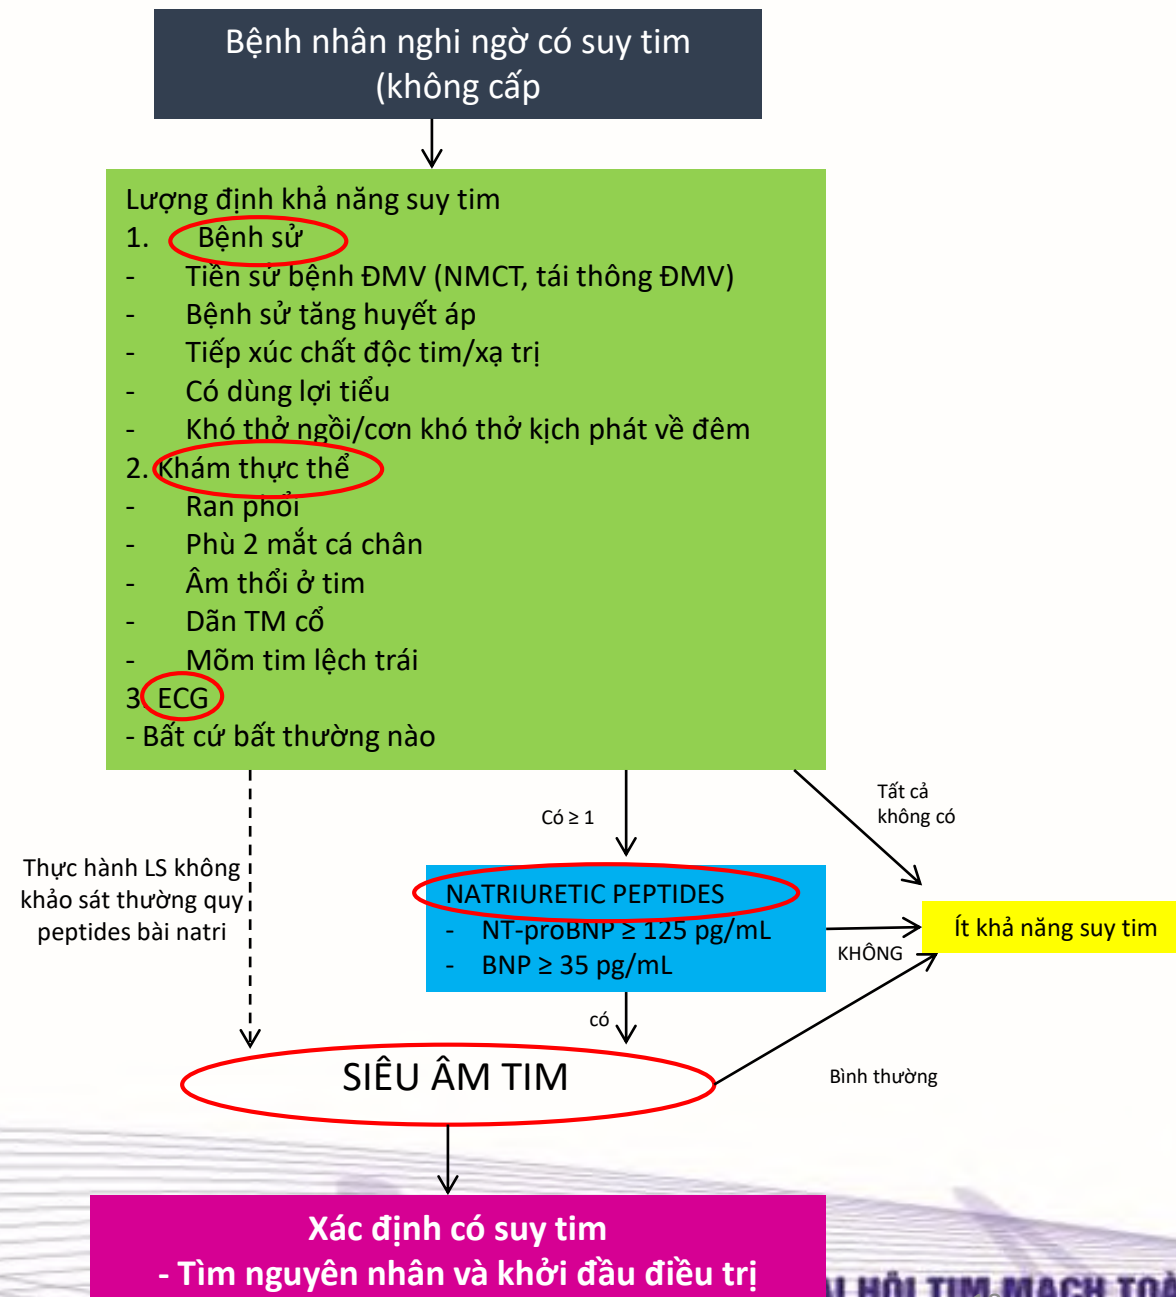 Bệnh nhân nghi ngờ có suy tim
(không cấp
Lượng định khả năng suy tim
1. Bệnh sử
- Tiền sử bệnh ĐMV (NMCT, tái thông ĐMV)
- Bệnh sử tăng huyết áp
- Tiếp xúc chất độc tim/xạ trị
- Có dùng lợi tiểu
- Khó thở ngồi/cơn khó thở kịch phát về đêm
2. Khám thực thể
- Ran phổi
- Phù 2 mắt cá chân
- Âm thổi ở tim
- Dãn TM cổ
- Mõm tim lệch trái
3. ECG
- Bất cứ bất thường nào
Tất cả
không có
Có ≥ 1
Thực hành LS không
khảo sát thường quy
peptides bài natri
NATRIURETIC PEPTIDES
- NT-proBNP ≥ 125 pg/mL
- BNP ≥ 35 pg/mL
KHÔNG
Ít khả năng suy tim
có
SIÊU ÂM TIM
Bình thường
Xác định có suy tim
- Tìm nguyên nhân và khởi đầu điều trị
HỘI TIM MẠCH TOÀ